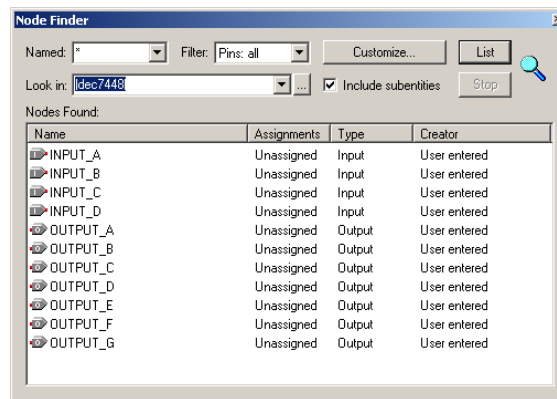 Node Finder
Named: * Filter: Pins: all Customize... List
Look in: |dec7448| ... Include subentities Stop
Nodes Found:
Name Assignments Type Creator
INPUT_A Unassigned Input User entered
INPUT_B Unassigned Input User entered
INPUT_C Unassigned Input User entered
INPUT_D Unassigned Input User entered
OUTPUT_A Unassigned Output User entered
OUTPUT_B Unassigned Output User entered
OUTPUT_C Unassigned Output User entered
OUTPUT_D Unassigned Output User entered
OUTPUT_E Unassigned Output User entered
OUTPUT_F Unassigned Output User entered
OUTPUT_G Unassigned Output User entered